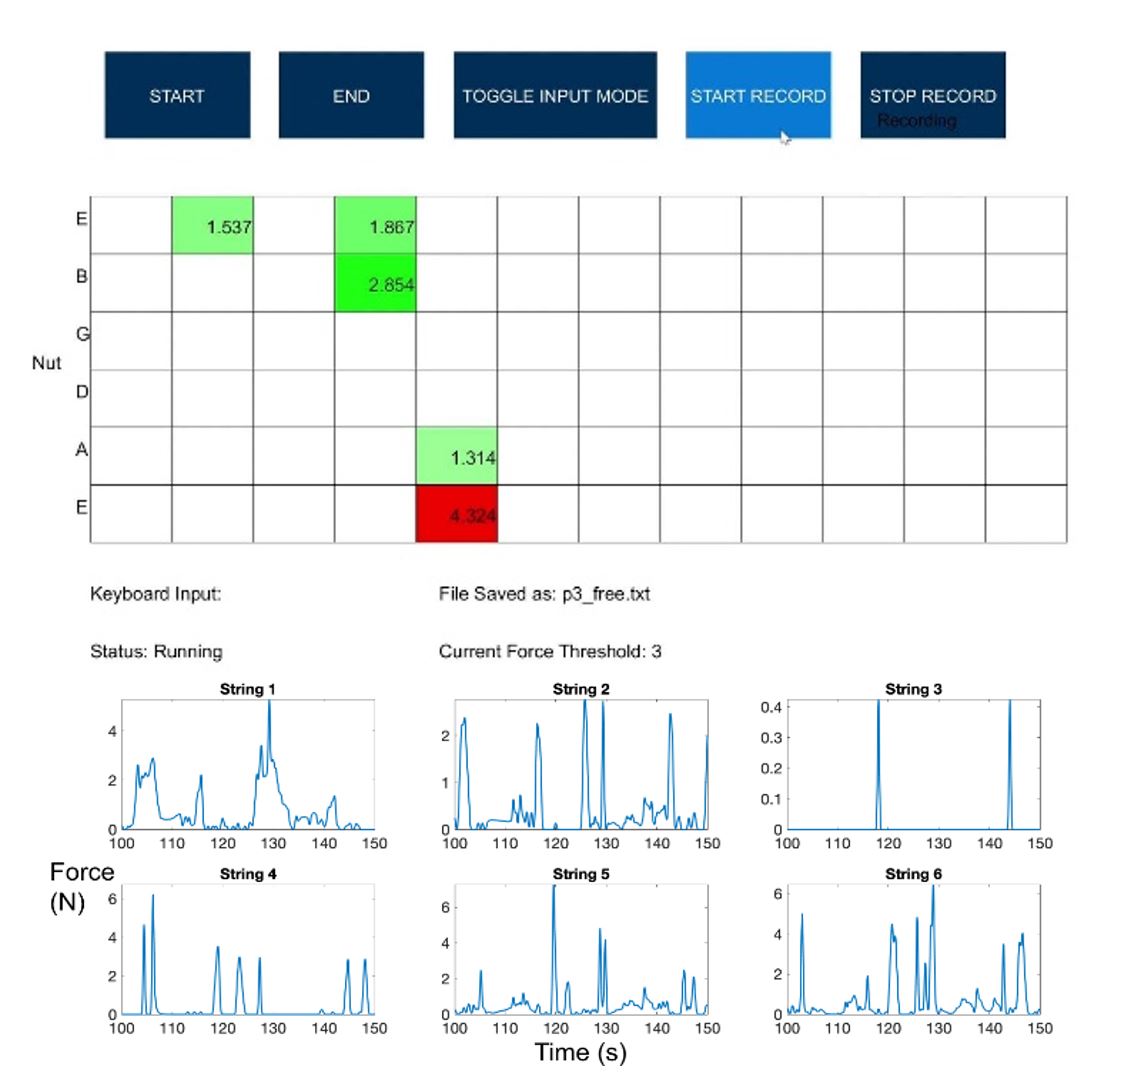 START END TOGGLE INPUT MODE START RECORD STOP RECORD
Recording
E 1.537 1.867
B 2.854
G
Nut
D
A 1.314
E 4.324
Keyboard Input: File Saved as: p3_free.txt
Status: Running Current Force Threshold: 3
String 1 String 2 String 3
4 2 0.4
2 1 0.3
0.2
0.1
0 0 0
100 110 120 130 140 150 100 110 120 130 140 150 100 110 120 130 140 150
Force
(N)
String 4 String 5 String 6
6 6 6
4 4 4
2 2 2
0 0 0
100 110 120 130 140 150 100 110 120 130 140 150 100 110 120 130 140 150
Time (s)